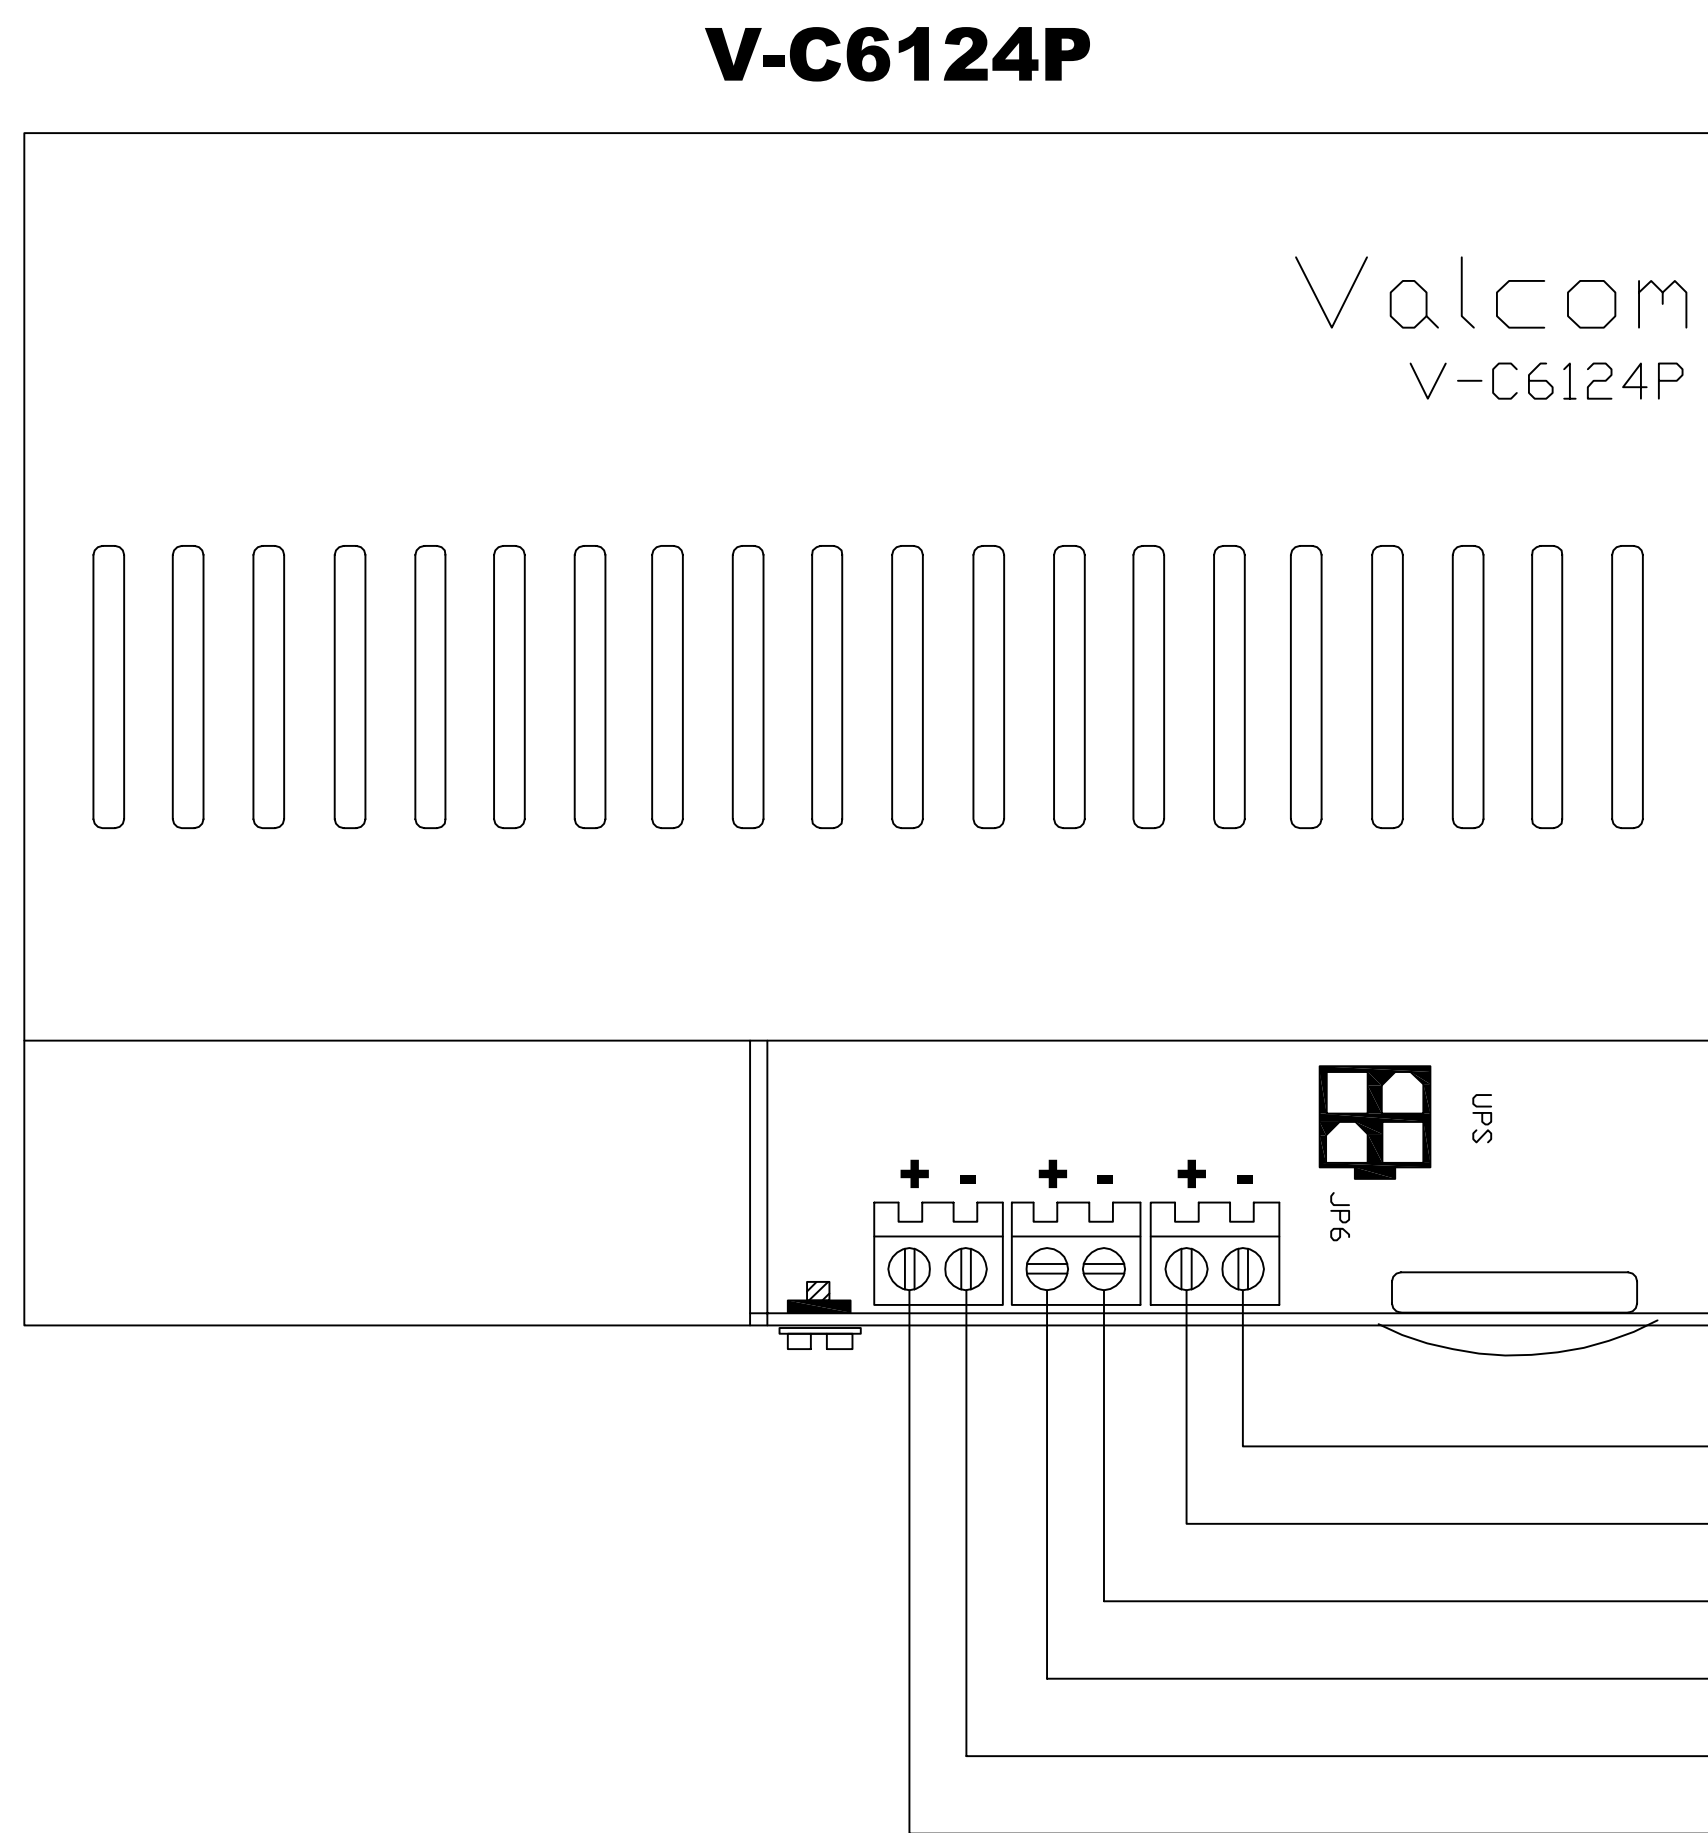 V-C6124P
Valcom
V-C6124P
UPS
+ - + - + -
JP6